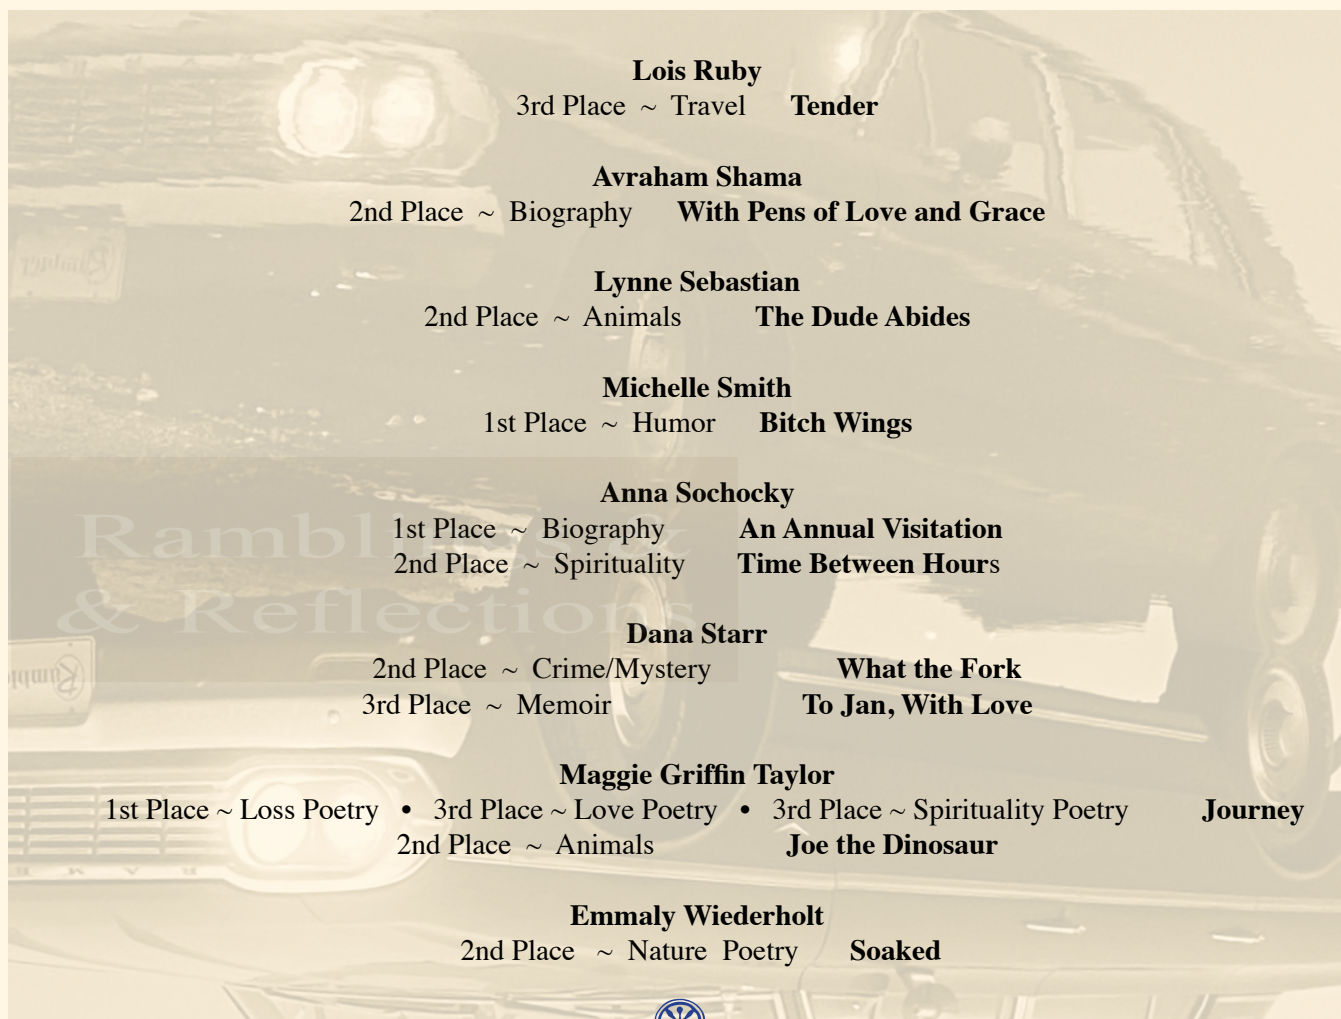 Lois Ruby
3rd Place ~ Travel Tender
Avraham Shama
2nd Place ~ Biography With Pens of Love and Grace
Lynne Sebastian
2nd Place ~ Animals The Dude Abides
Michelle Smith
1st Place ~ Humor Bitch Wings
Anna Sochocky
1st Place ~ Biography An Annual Visitation
2nd Place ~ Spirituality Time Between Hours
Ramblings &
& Reflections
Dana Starr
2nd Place ~ Crime/Mystery What the Fork
3rd Place ~ Memoir To Jan, With Love
Maggie Griffin Taylor
1st Place ~ Loss Poetry • 3rd Place ~ Love Poetry • 3rd Place ~ Spirituality Poetry Journey
2nd Place ~ Animals Joe the Dinosaur
Emmaly Wiederholt
2nd Place ~ Nature Poetry Soaked